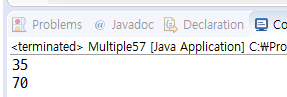 Problems @ Javadoc Declaration Co
<terminated> Multiple57 [Java Application] C:₩Pro
35
70